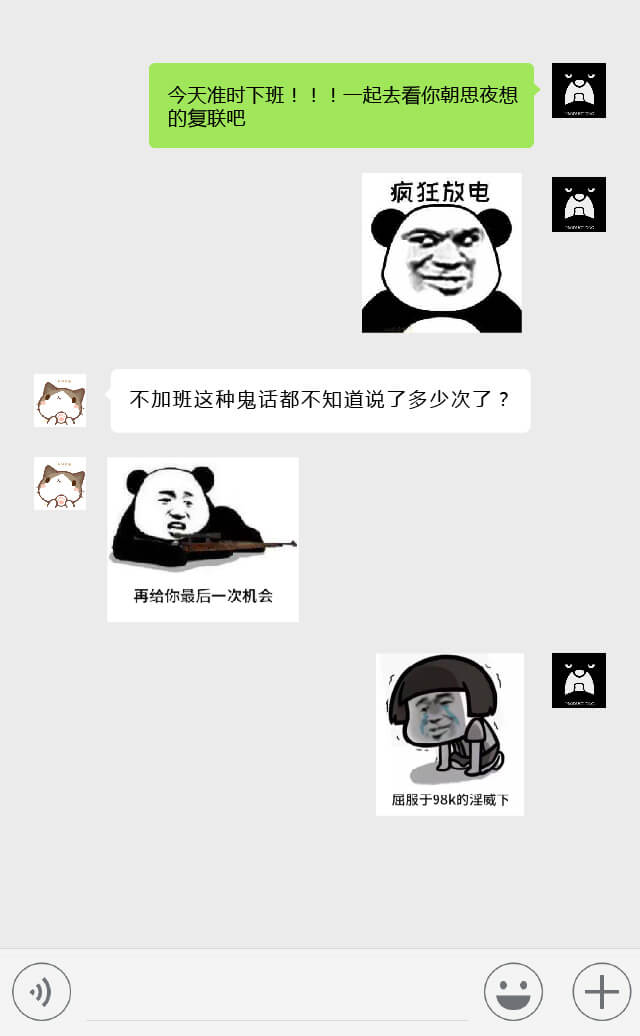 今天准时下班！！！一起去看你朝思夜想
的复联吧
疯狂放电
不加班这种鬼话都不知道说了多少次了？
再给你最后一次机会
屈服于98k的淫威下